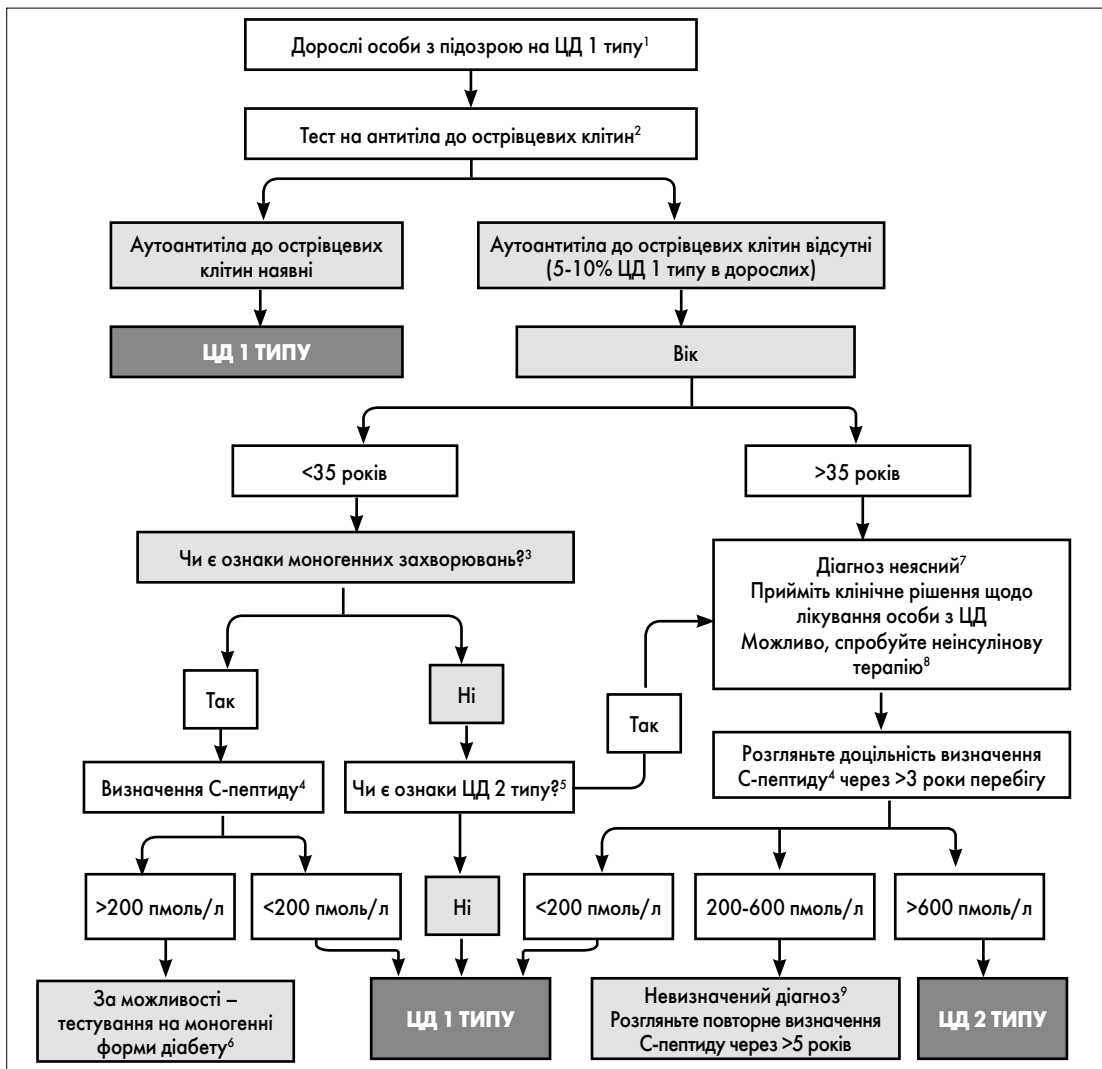 Дорослі особи з підозрою на ЦД 1 типу¹
Тест на антитіла до острівцевих клітин²
Аутоантитіла до острівцевих
клітин наявні
Аутоантитіла до острівцевих клітин відсутні
(5-10% ЦД 1 типу в дорослих)
ЦД 1 ТИПУ
Вік
<35 років
>35 років
Чи є ознаки моногенних захворювань?³
Діагноз неясний⁷
Прийміть клінічне рішення щодо
лікування особи з ЦД
Можливо, спробуйте неінсулінову
терапію⁸
Так
Ні
Так
Визначення С-пептиду⁴
Чи є ознаки ЦД 2 типу?⁵
Розгляньте доцільність визначення
С-пептиду⁴ через >3 роки перебігу
>200 пмоль/л
<200 пмоль/л
Ні
<200 пмоль/л
200-600 пмоль/л
>600 пмоль/л
За можливості –
тестування на моногенні
форми діабету⁶
ЦД 1 ТИПУ
Невизначений діагноз⁹
Розгляньте повторне визначення
С-пептиду через >5 років
ЦД 2 ТИПУ